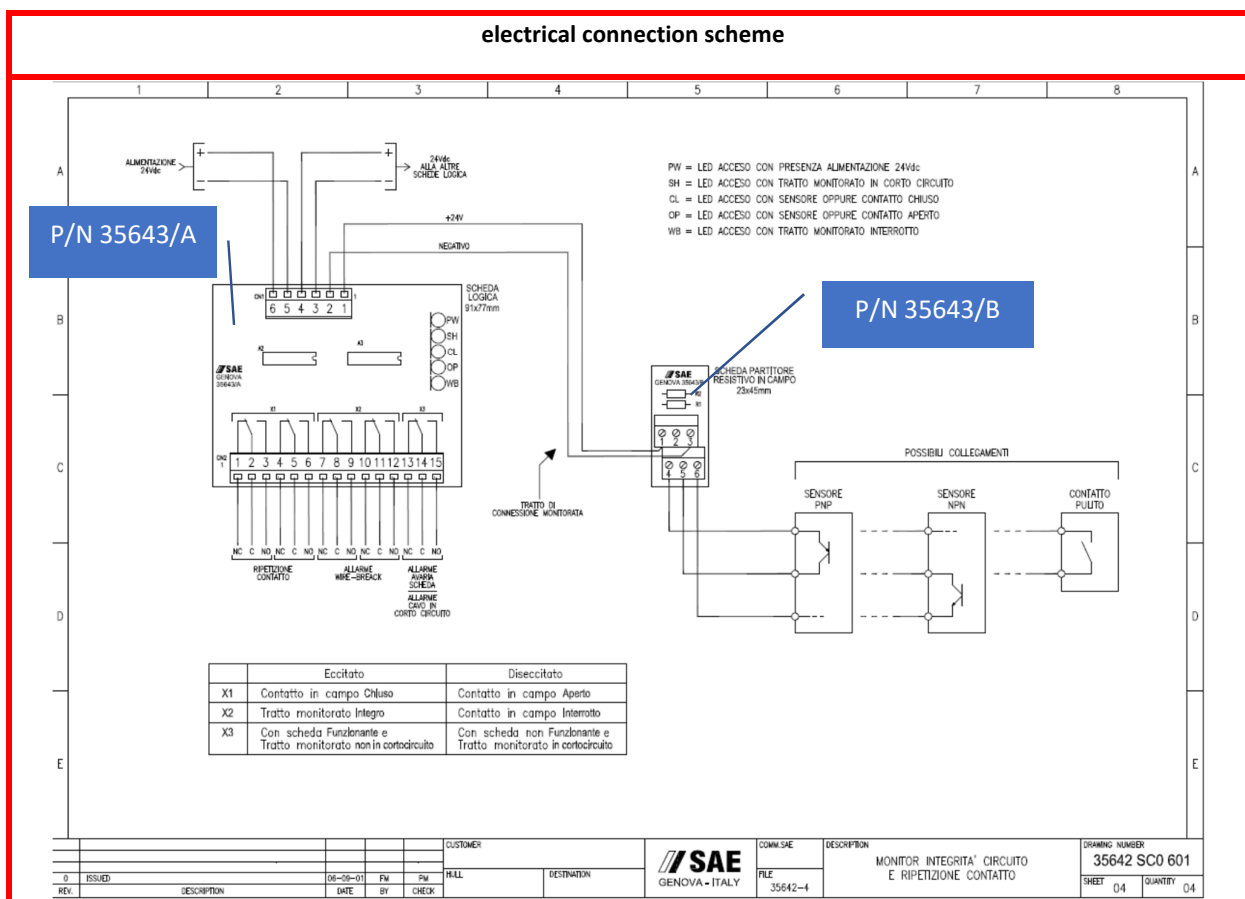 electrical connection scheme
1 2 3 4 5 6 7 8
A
A
ALIMENTAZIONE
24Vdc
+
-
+
-
24Vdc
ALLA ALTRE
SCHEDE LOGICA
PW = LED ACCESO CON PRESENZA ALIMENTAZIONE 24Vdc
SH = LED ACCESO CON TRATTO MONITORATO IN CORTO CIRCUITO
CL = LED ACCESO CON SENSORE OPPURE CONTATTO CHIUSO
OP = LED ACCESO CON SENSORE OPPURE CONTATTO APERTO
WB = LED ACCESO CON TRATTO MONITORATO INTERROTTO
P/N 35643/A
+24V
NEGATIVO
P/N 35643/B
B
B
CN1
1
6 5 4 3 2 1
SCHEDA
LOGICA
91x77mm
PW
SH
CL
OP
WB
A2
A3
SAE
GENOVA
35643/A
X1
X2
X3
CN2
1
1 2 3 4 5 6 7 8 9 10 11 12 13 14 15
SAE
GENOVA 35643/B
R2
R1
SCHEDA PARTITORE
RESISTIVO IN CAMPO
23x45mm
1 2 3
4 5 6
C
C
TRATTO DI
CONNESSIONE MONITORATA
POSSIBILI COLLEGAMENTI
SENSORE
PNP
SENSORE
NPN
CONTATTO
PULITO
NC C NO NC C NO NC C NO NC C NO NC C NO
RIPETIZIONE
CONTATTO
ALLARME
WIRE-BREACK
ALLARME
AVARIA
SCHEDA
ALLARME
CAVO IN
CORTO CIRCUITO
D
D
Eccitato Diseccitato
X1 Contatto in campo Chiuso Contatto in campo Aperto
X2 Tratto monitorato Integro Contatto in campo Interrotto
X3 Con scheda Funzionante e Con scheda non Funzionante e
Tratto monitorato non in cortocircuito Tratto monitorato in cortocircuito
E
E
CUSTOMER
HULL
DESTINATION
SAE
GENOVA - ITALY
COMM.SAE
FILE
35642-4
DESCRIPTION
MONITOR INTEGRITA' CIRCUITO
E RIPETIZIONE CONTATTO
DRAWING NUMBER
35642 SC0 601
SHEET 04
QUANTITY 04
0 ISSUED 06-09-01 FM PM
REV. DESCRIPTION DATE BY CHECK